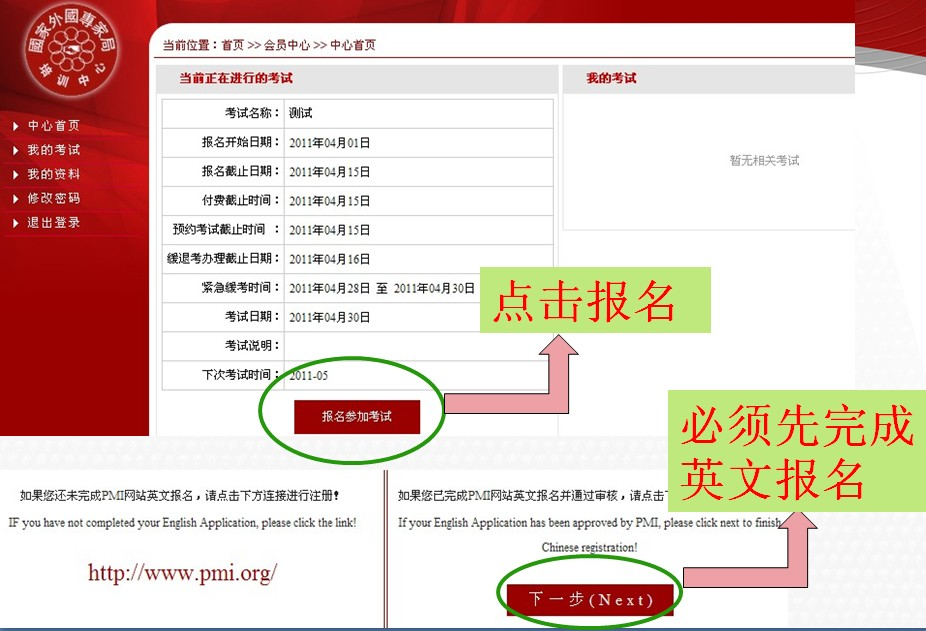 國家外國專家局
培训中心
中心首页
我的考试
我的资料
修改密码
退出登录
当前位置：首页 >> 会员中心 >> 中心首页
当前正在进行的考试
考试名称： 测试
报名开始日期： 2011年04月01日
报名截止日期： 2011年04月15日
付费截止时间： 2011年04月15日
预约考试截止时间 ： 2011年04月15日
缓退考办理截止日期： 2011年04月16日
紧急缓考时间： 2011年04月28日 至 2011年04月30日
考试日期： 2011年04月30日
考试说明：
下次考试时间： 2011-05
报名参加考试
我的考试
暂无相关考试
点击报名
必须先完成
英文报名
如果您还未完成PMI网站英文报名，请点击下方连接进行注册！
IF you have not completed your English Application, please click the link!
http://www.pmi.org/
如果您已完成PMI网站英文报名并通过审核，请点击
If your English Application has been approved by PMI, please click next to finish
Chinese registration!
下一步(Next)